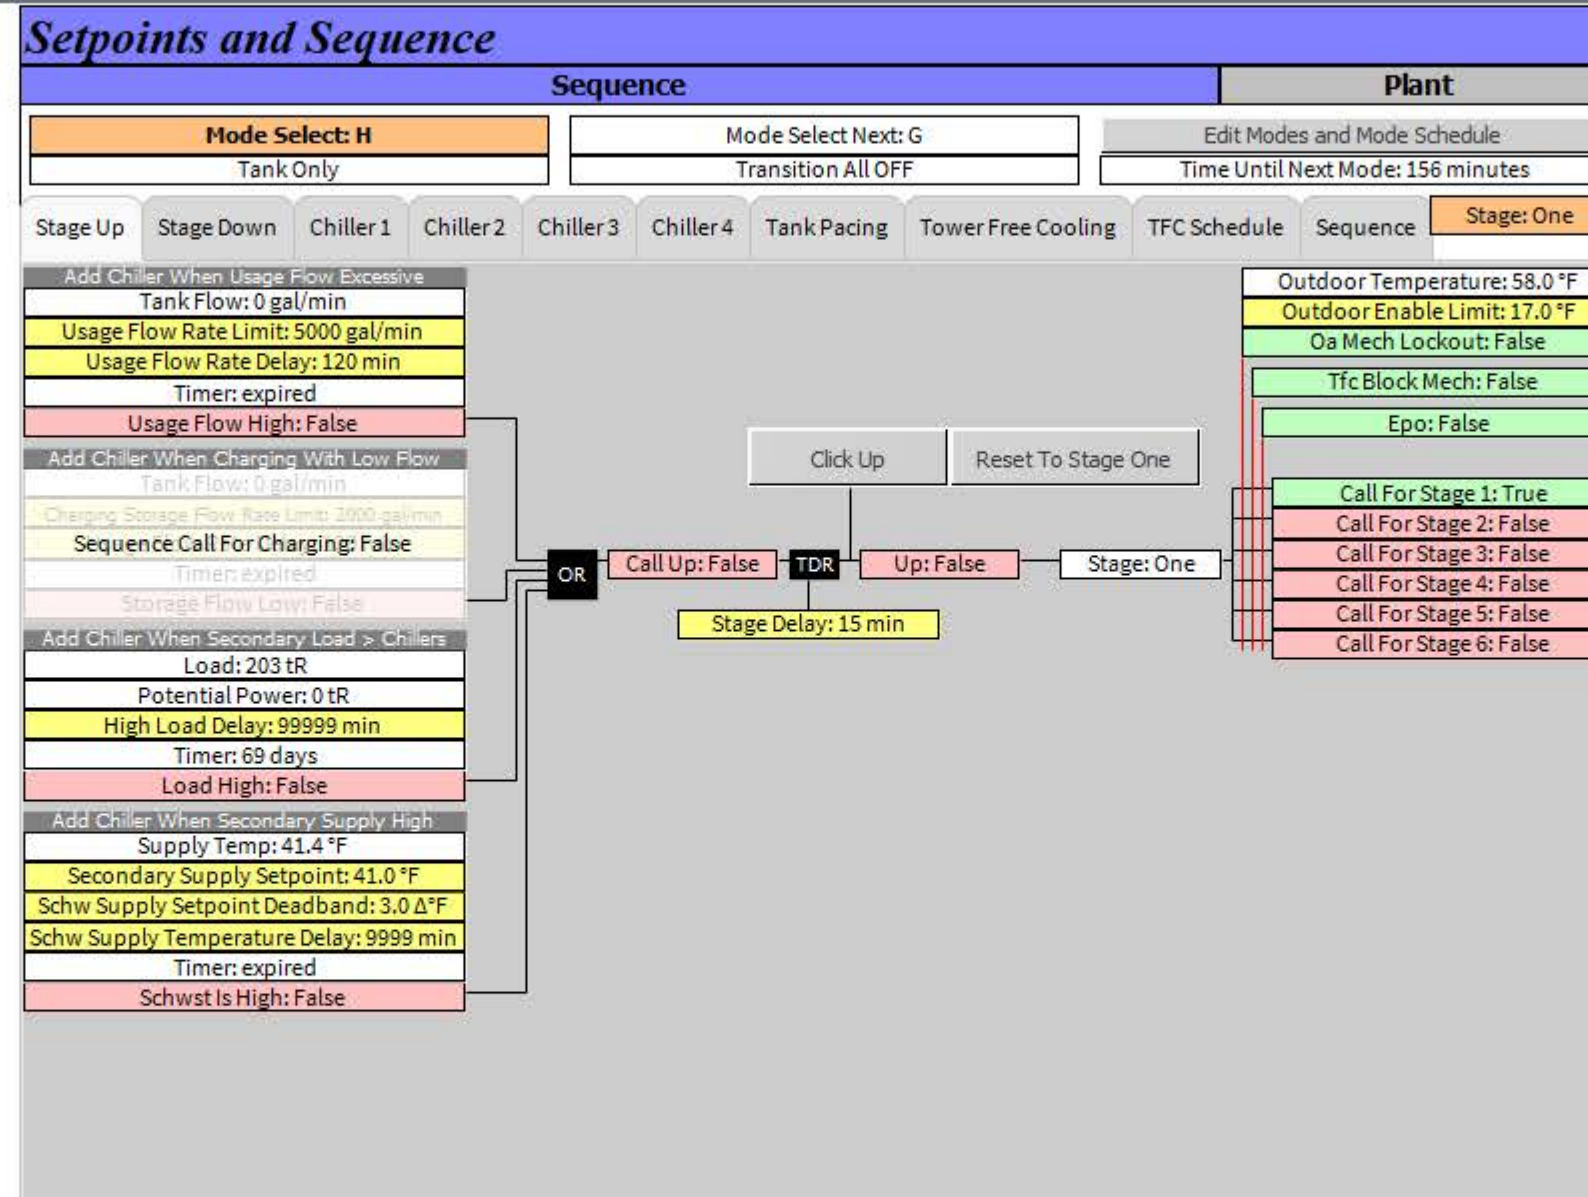 Setpoints and Sequence
Sequence
Plant
Mode Select: H
Mode Select Next: G
Edit Modes and Mode Schedule
Tank Only
Transition All OFF
Time Until Next Mode: 156 minutes
Stage Up
Stage Down
Chiller 1
Chiller 2
Chiller 3
Chiller 4
Tank Pacing
Tower Free Cooling
TFC Schedule
Sequence
Stage: One
Add Chiller When Usage Flow Excessive
Tank Flow: 0 gal/min
Usage Flow Rate Limit: 5000 gal/min
Usage Flow Rate Delay: 120 min
Timer: expired
Usage Flow High: False
Add Chiller When Charging With Low Flow
Tank Flow: 0 gal/min
Charging Storage Flow Rate Limit: 2000 gal/min
Sequence Call For Charging: False
Timer: expired
Storage Flow Low: False
Add Chiller When Secondary Load > Chillers
Load: 203 tR
Potential Power: 0 tR
High Load Delay: 99999 min
Timer: 69 days
Load High: False
Add Chiller When Secondary Supply High
Supply Temp: 41.4 °F
Secondary Supply Setpoint: 41.0 °F
Schw Supply Setpoint Deadband: 3.0 Δ°F
Schw Supply Temperature Delay: 9999 min
Timer: expired
Schwst Is High: False
OR
Call Up: False
TDR
Stage Delay: 15 min
Click Up
Reset To Stage One
Up: False
Stage: One
Outdoor Temperature: 58.0 °F
Outdoor Enable Limit: 17.0 °F
Oa Mech Lockout: False
Tfc Block Mech: False
Epo: False
Call For Stage 1: True
Call For Stage 2: False
Call For Stage 3: False
Call For Stage 4: False
Call For Stage 5: False
Call For Stage 6: False